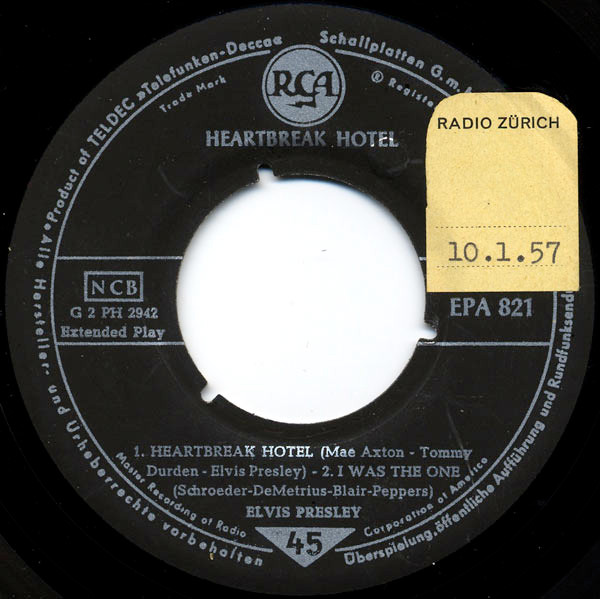 Product of TELDEC »Telefunken-Decca« Schallplatten G.m.
Trade Mark
RCA
® Registe
HEARTBREAK HOTEL
RADIO ZÜRICH
10.1.57
NCB
G 2 PH 2942
Extended Play
EPA 821
1. HEARTBREAK HOTEL (Mae Axton - Tommy
Durden - Elvis Presley) - 2. I WAS THE ONE
(Schroeder-DeMetrius-Blair-Peppers)
ELVIS PRESLEY
Master Recording of Radio Corporation of America
45
Alle Hersteller- und Urheberrechte vorbehalten
Überspielung, öffentliche Aufführung und Rundfunksendu